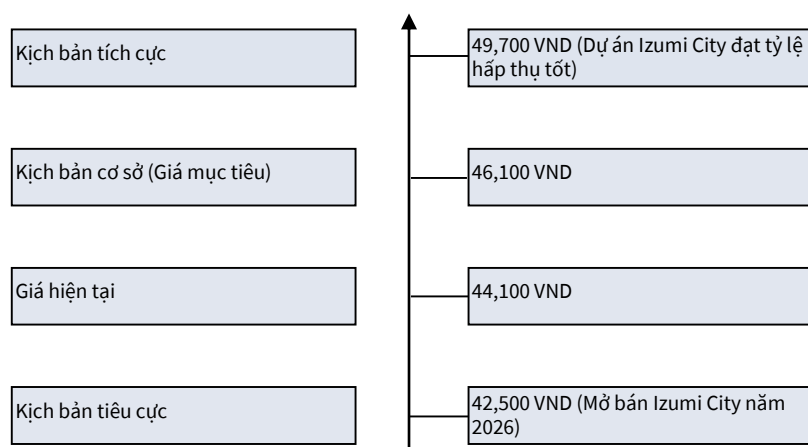 Kịch bản tích cực
49,700 VND (Dự án Izumi City đạt tỷ lệ
hấp thụ tốt)
Kịch bản cơ sở (Giá mục tiêu)
46,100 VND
Giá hiện tại
44,100 VND
Kịch bản tiêu cực
42,500 VND (Mở bán Izumi City năm
2026)